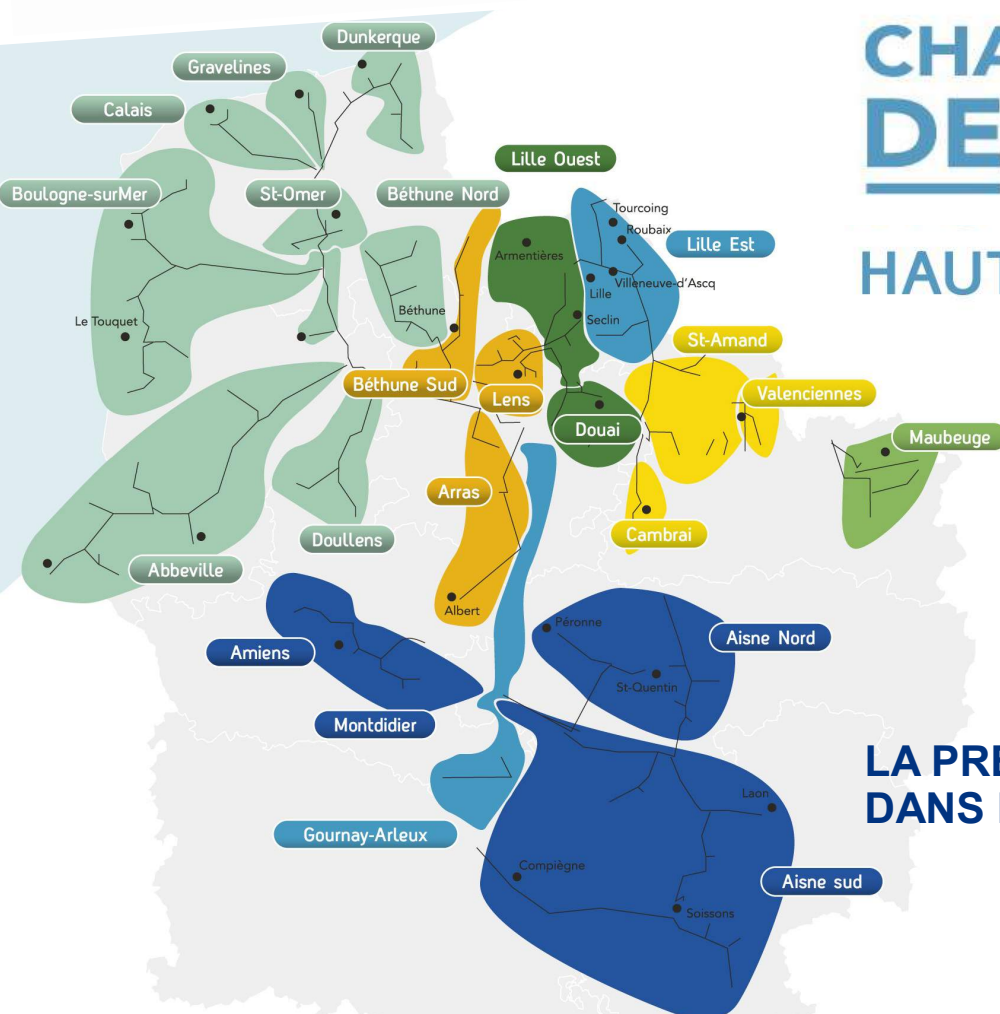 Dunkerque
Gravelines
Calais
Lille Ouest
Boulogne-surMer
St-Omer
Béthune Nord
Tourcoing
Roubaix
Lille Est
Armentières
Villeneuve-d'Ascq
Lille
Le Touquet
Béthune
Seclin
St-Amand
Béthune Sud
Lens
Valenciennes
Douai
Maubeuge
Arras
Cambrai
Doullens
Abbeville
Albert
Péronne
Aisne Nord
Amiens
St-Quentin
Montdidier
Laon
Gournay-Arleux
Compiègne
Aisne sud
Soissons
CHA
DE
HAUT
LA PRE
DANS